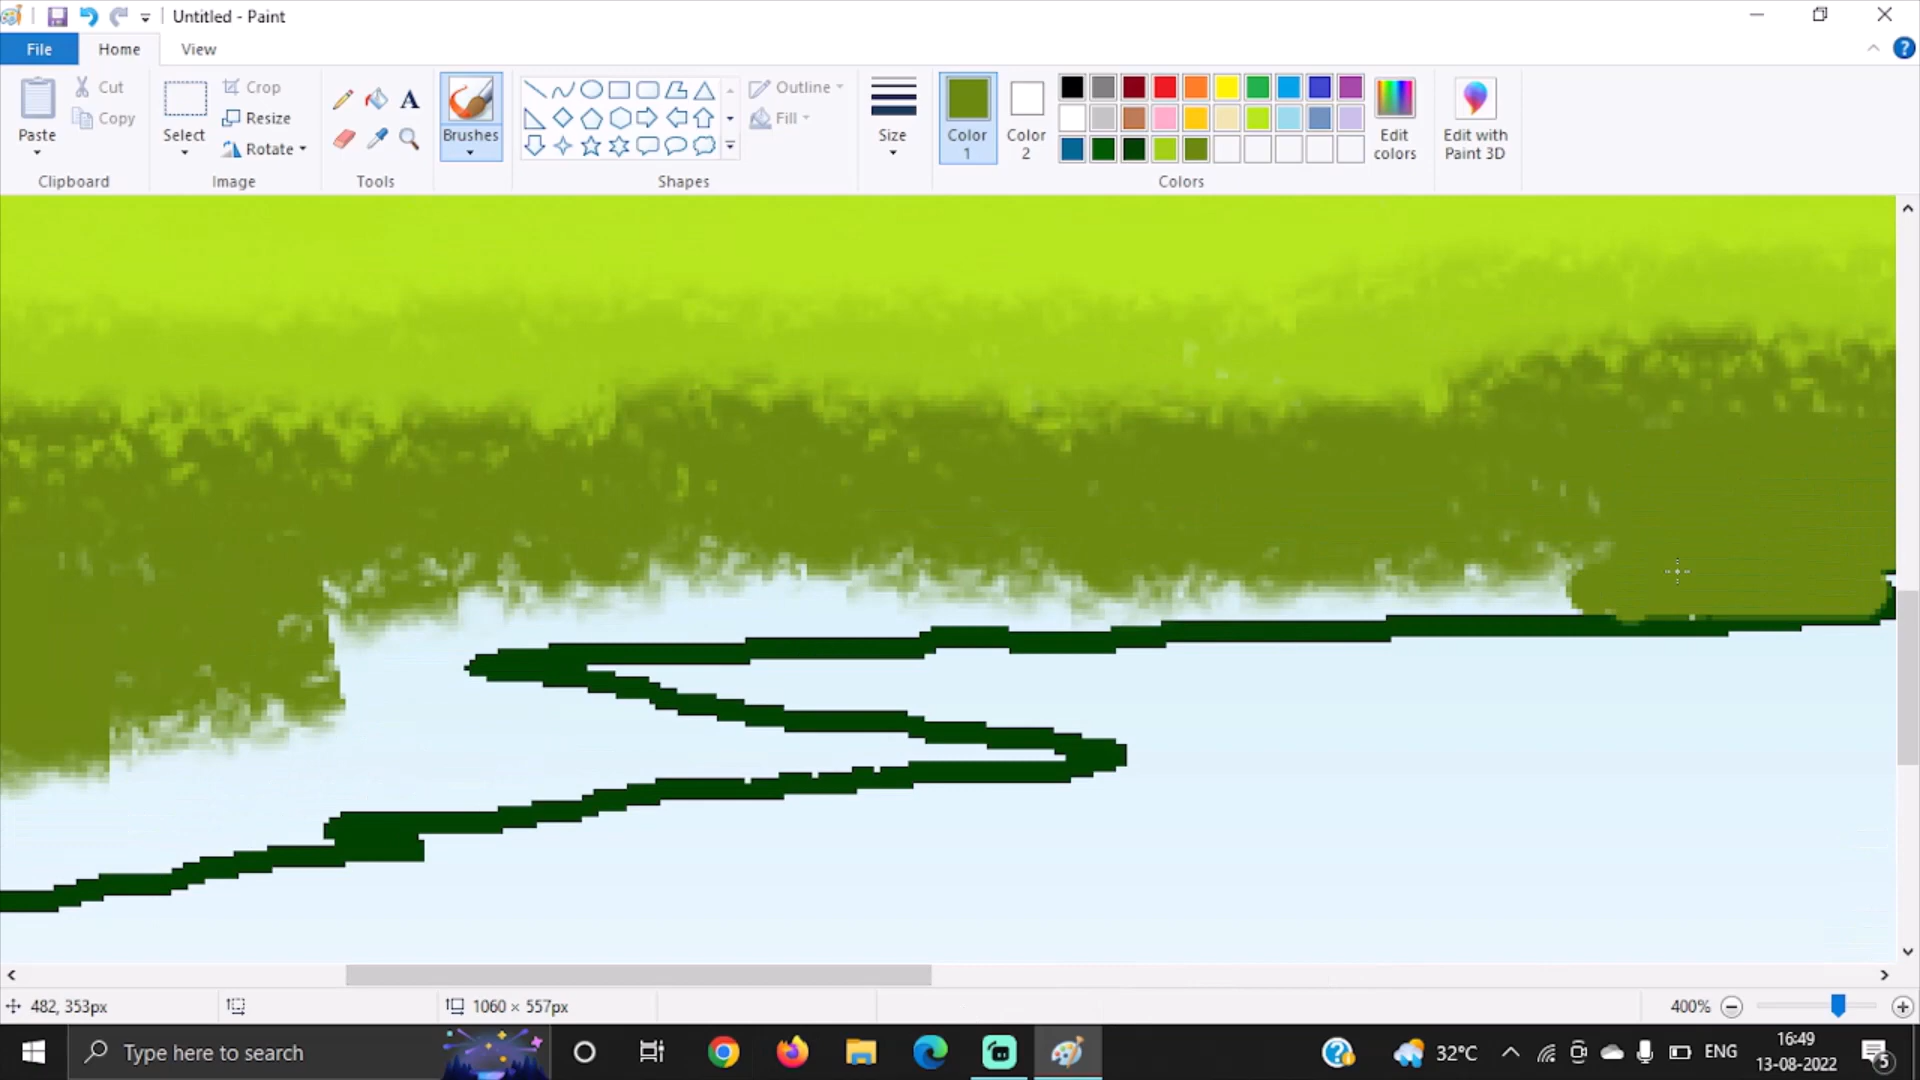 Untitled - Paint
File
Home
View
Paste
Cut
Copy
Clipboard
Select
Crop
Resize
Rotate
Image
A
Tools
Brushes
Shapes
Outline
Fill
Size
Color
1
Color
2
Colors
Edit
colors
Edit with
Paint 3D
?
482, 353px
1060 × 557px
400%
Type here to search
32°C
ENG
16:49
13-08-2022
5